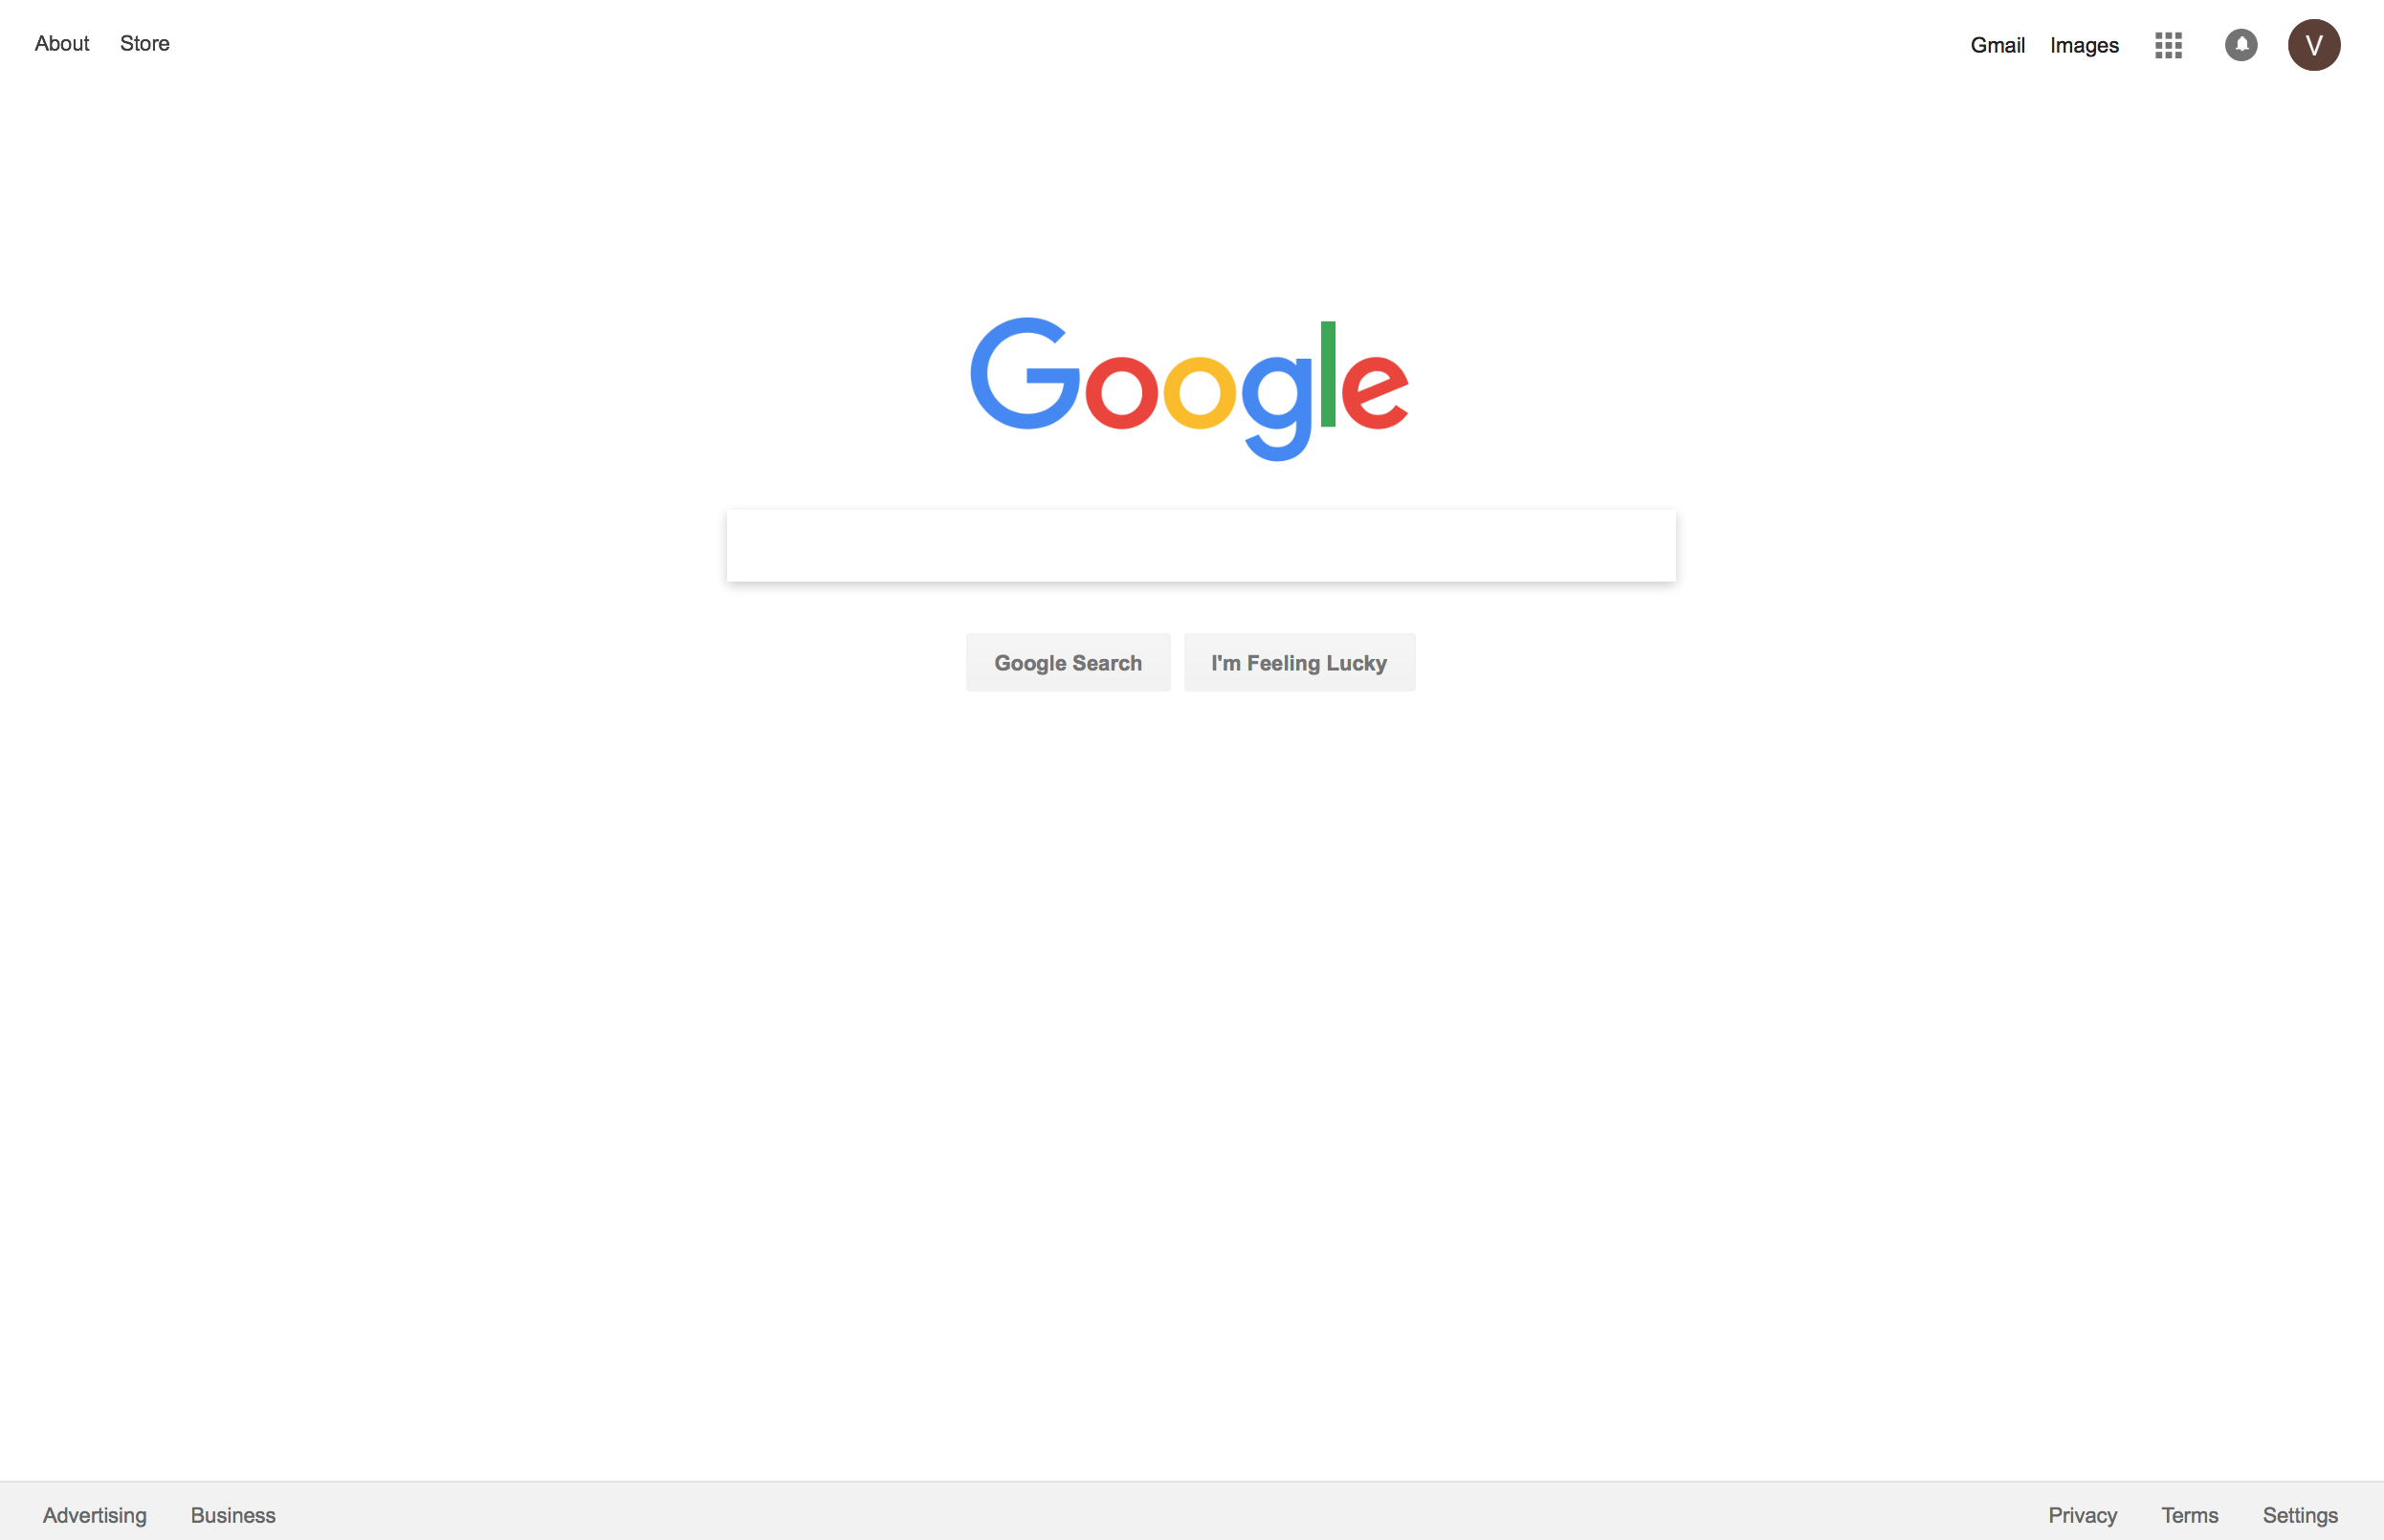 About Store Gmail Images V
Google
Google Search I'm Feeling Lucky
Advertising Business Privacy Terms Settings